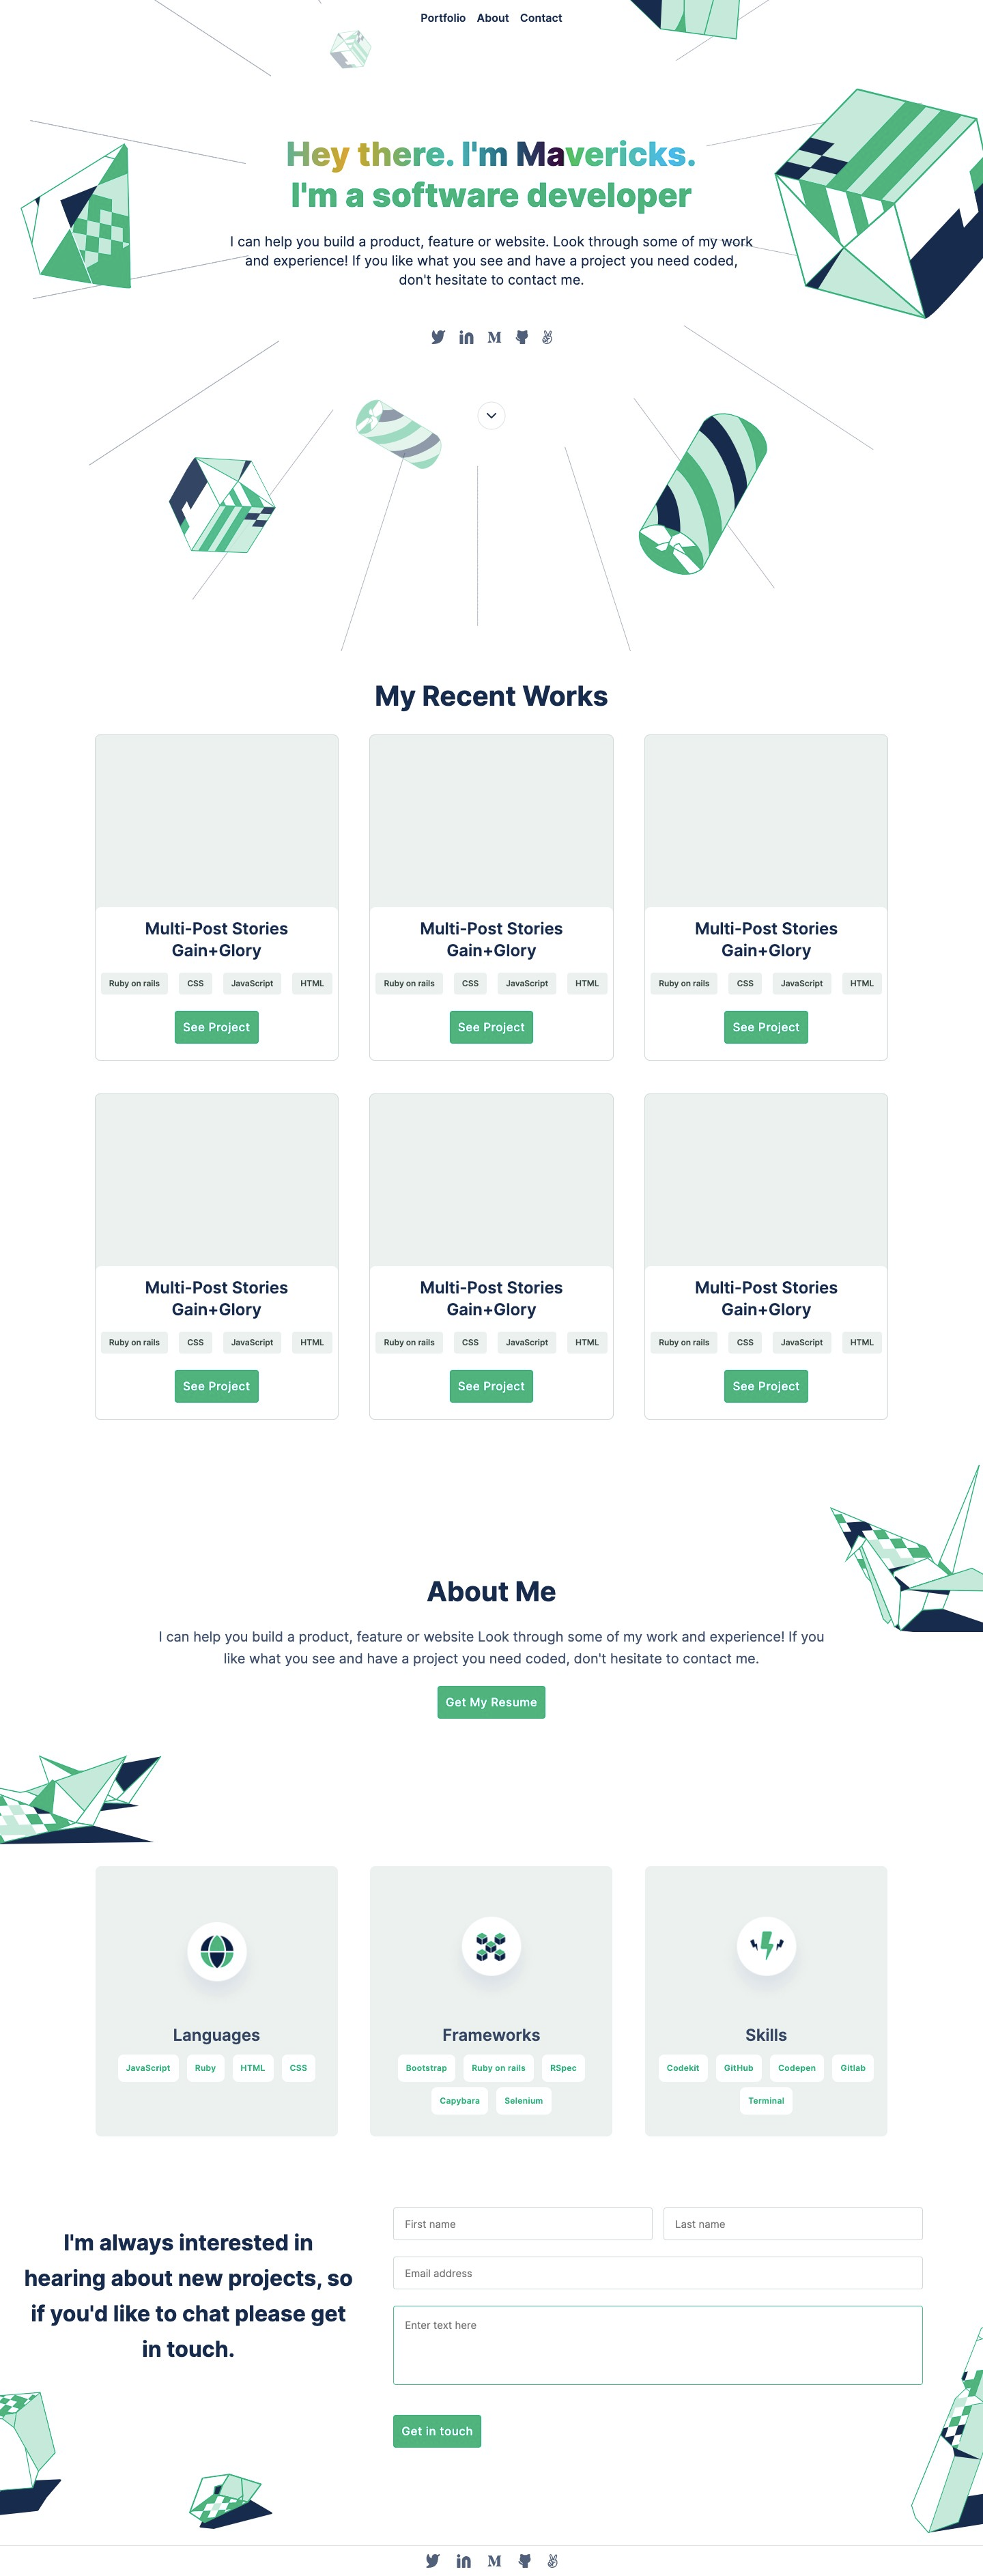 Portfolio About Contact
Hey there. I'm Mavericks.
I'm a software developer
I can help you build a product, feature or website. Look through some of my work
and experience! If you like what you see and have a project you need coded,
don't hesitate to contact me.
My Recent Works
Multi-Post Stories
Gain+Glory
Ruby on rails CSS JavaScript HTML
See Project
Multi-Post Stories
Gain+Glory
Ruby on rails CSS JavaScript HTML
See Project
Multi-Post Stories
Gain+Glory
Ruby on rails CSS JavaScript HTML
See Project
Multi-Post Stories
Gain+Glory
Ruby on rails CSS JavaScript HTML
See Project
Multi-Post Stories
Gain+Glory
Ruby on rails CSS JavaScript HTML
See Project
Multi-Post Stories
Gain+Glory
Ruby on rails CSS JavaScript HTML
See Project
About Me
I can help you build a product, feature or website Look through some of my work and experience! If you
like what you see and have a project you need coded, don't hesitate to contact me.
Get My Resume
Languages
JavaScript Ruby HTML CSS
Frameworks
Bootstrap Ruby on rails RSpec
Capybara Selenium
Skills
Codekit GitHub Codepen Gitlab
Terminal
I'm always interested in
hearing about new projects, so
if you'd like to chat please get
in touch.
First name Last name
Email address
Enter text here
Get in touch